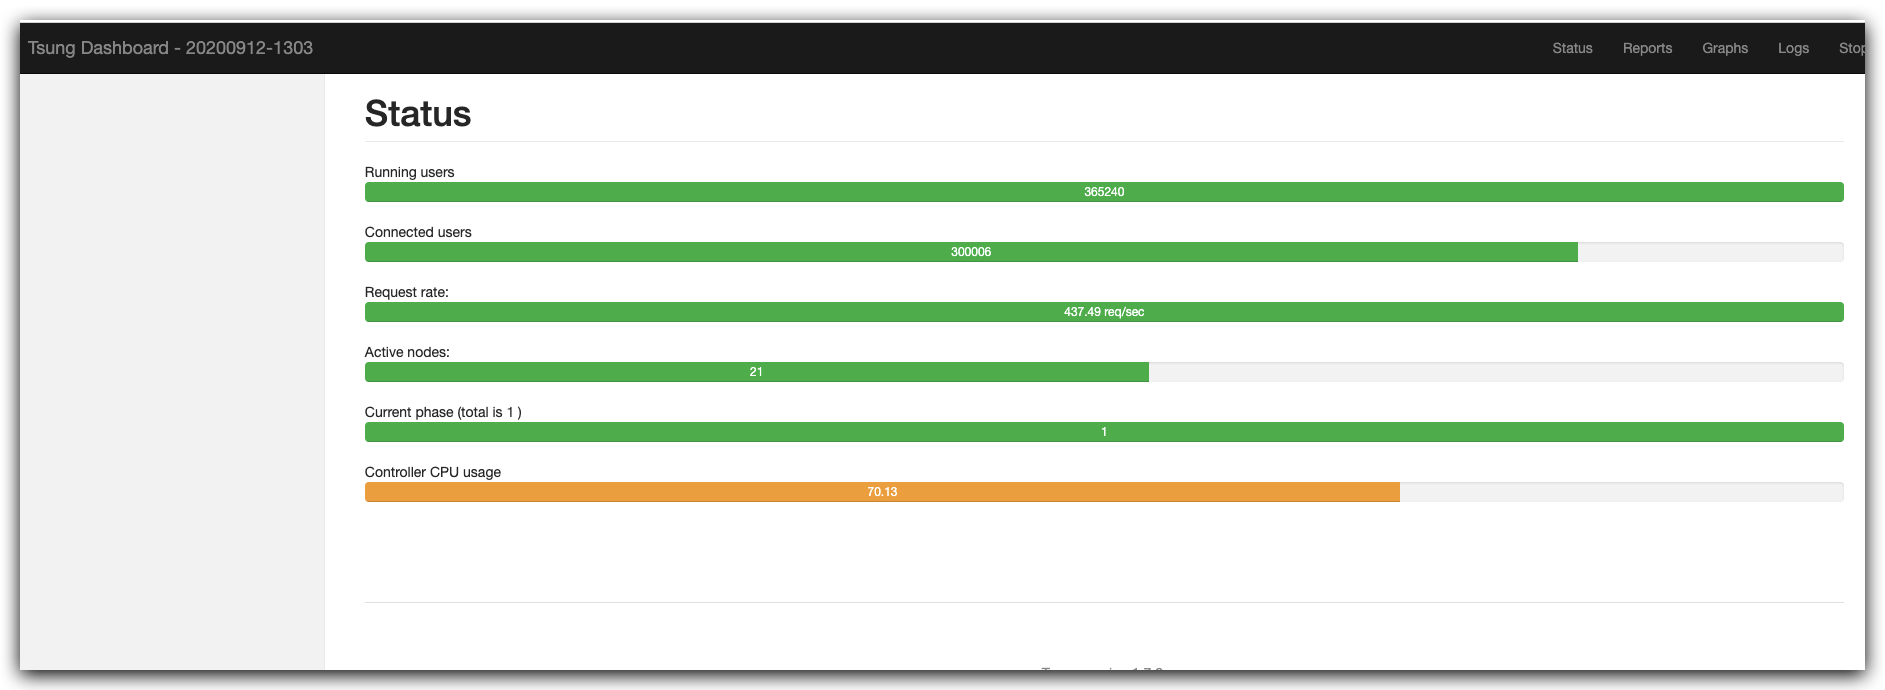 Tsung Dashboard - 20200912-1303
Status Reports Graphs Logs Stop
Status
Running users
365240
Connected users
300006
Request rate:
437.49 req/sec
Active nodes:
21
Current phase (total is 1 )
1
Controller CPU usage
70.13